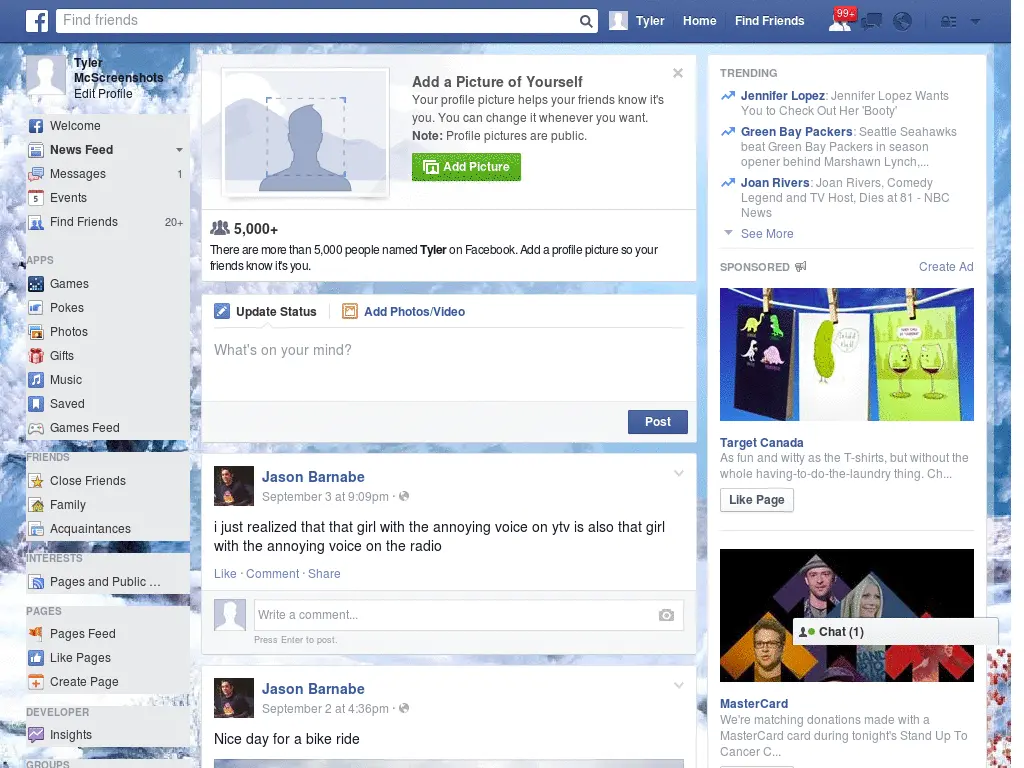 f
Find friends
Tyler
Home
Find Friends
99+
Tyler
McScreenshots
Edit Profile
Welcome
News Feed
Messages 1
5 Events
Find Friends 20+
APPS
Games
Pokes
Photos
Gifts
Music
Saved
Games Feed
FRIENDS
Close Friends
Family
Acquaintances
INTERESTS
Pages and Public ...
PAGES
Pages Feed
Like Pages
Create Page
DEVELOPER
Insights
GROUPS
Add a Picture of Yourself
Your profile picture helps your friends know it's
you. You can change it whenever you want.
Note: Profile pictures are public.
Add Picture
5,000+
There are more than 5,000 people named Tyler on Facebook. Add a profile picture so your
friends know it's you.
Update Status
Add Photos/Video
What's on your mind?
Post
Jason Barnabe
September 3 at 9:09pm ·
i just realized that that girl with the annoying voice on ytv is also that girl
with the annoying voice on the radio
Like · Comment · Share
Write a comment...
Press Enter to post.
Jason Barnabe
September 2 at 4:36pm ·
Nice day for a bike ride
TRENDING
Jennifer Lopez: Jennifer Lopez Wants
You to Check Out Her 'Booty'
Green Bay Packers: Seattle Seahawks
beat Green Bay Packers in season
opener behind Marshawn Lynch,...
Joan Rivers: Joan Rivers, Comedy
Legend and TV Host, Dies at 81 - NBC
News
See More
SPONSORED
Create Ad
Target Canada
As fun and witty as the T-shirts, but without the
whole having-to-do-the-laundry thing. Ch...
Like Page
STAND
UP TO
Chat (1)
MasterCard
We're matching donations made with a
MasterCard card during tonight's Stand Up To
Cancer C...